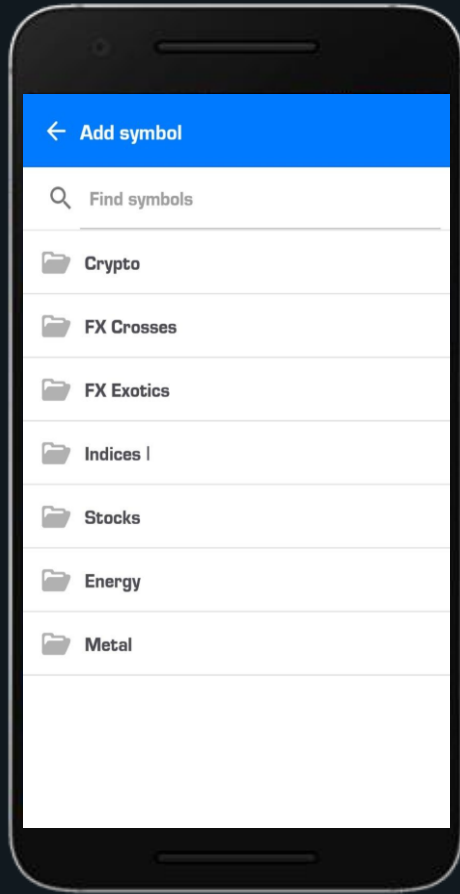 Add symbol
Find symbols
Crypto
FX Crosses
FX Exotics
Indices |
Stocks
Energy
Metal